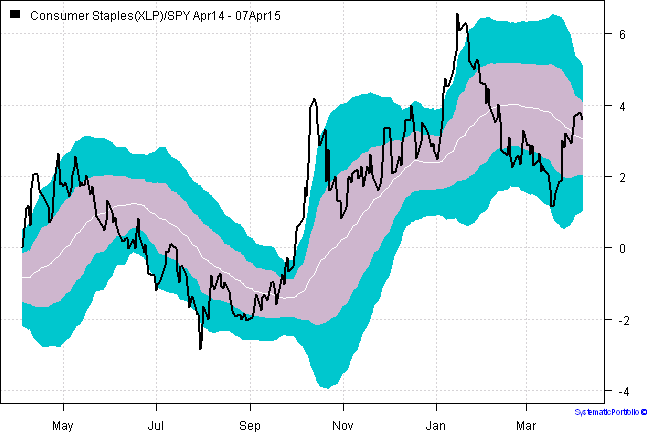 Consumer Staples(XLP)/SPY Apr14 - 07Apr15
6
4
2
0
-2
-4
May Jul Sep Nov Jan Mar
SystematicPortfolio ©